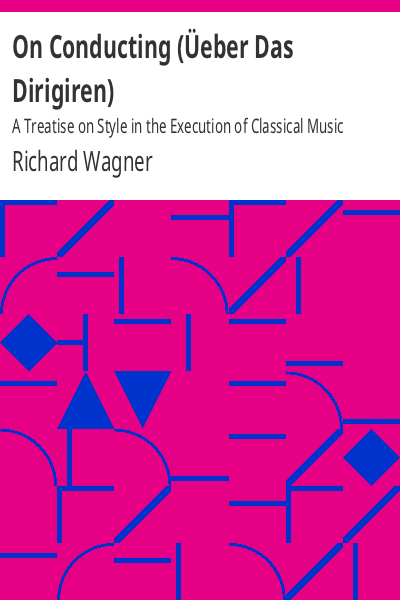 On Conducting (Üeber Das
Dirigiren)
A Treatise on Style in the Execution of Classical Music
Richard Wagner